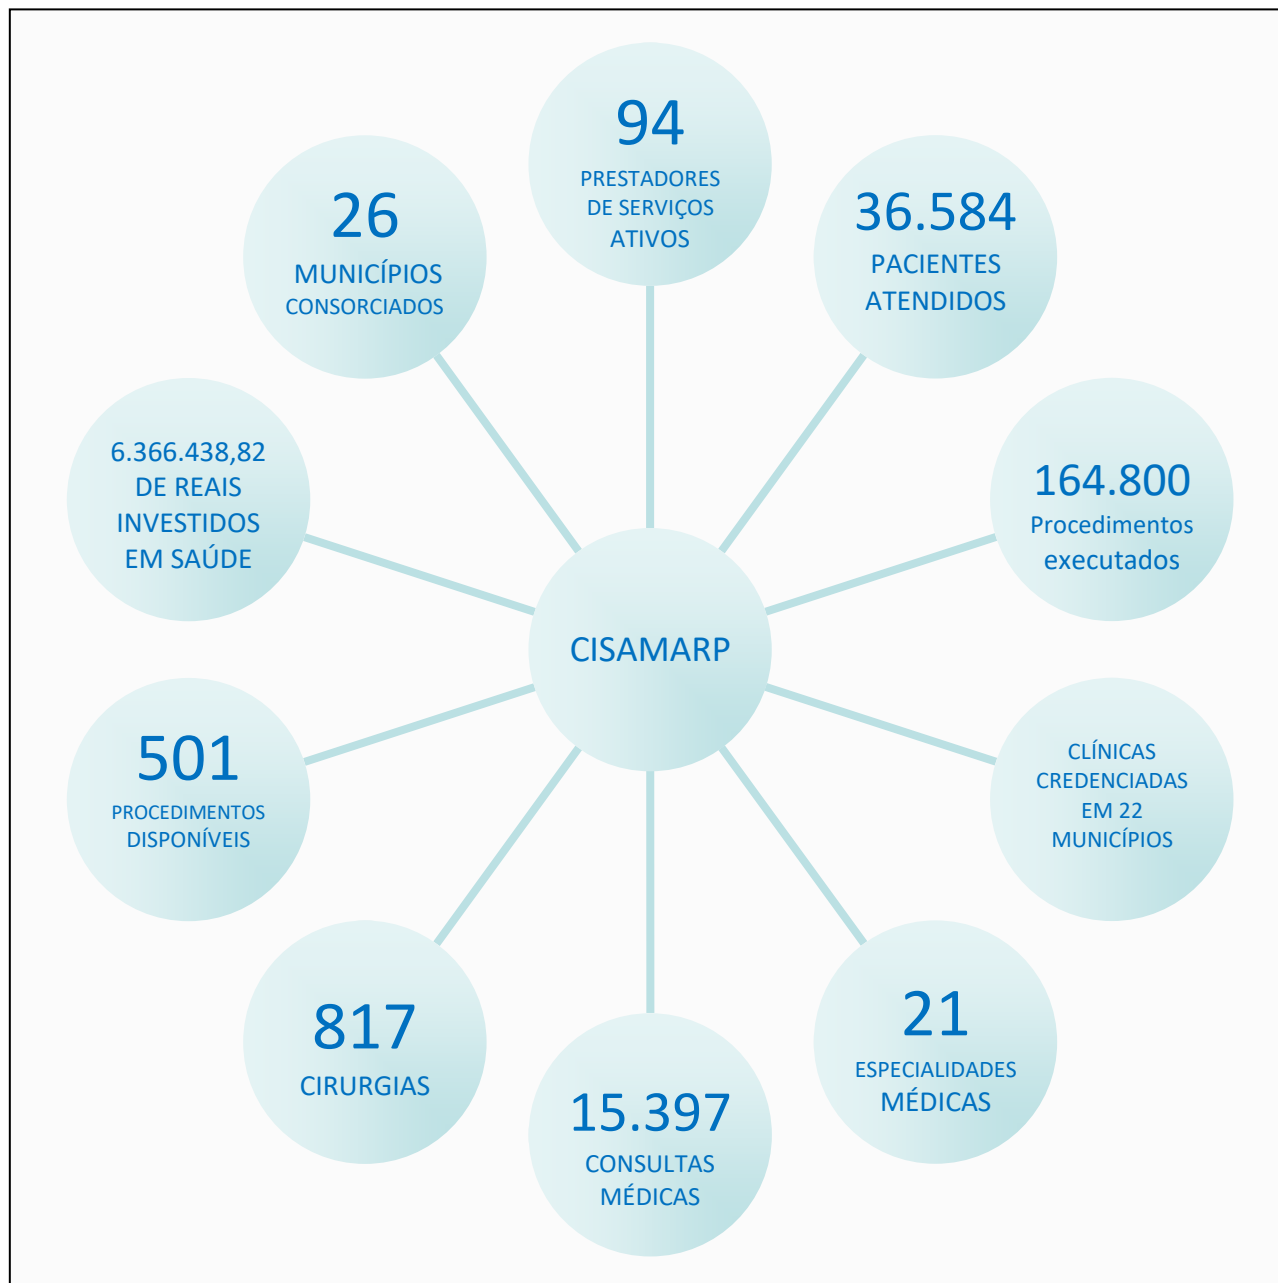 94
PRESTADORES
DE SERVIÇOS
ATIVOS
36.584
PACIENTES
ATENDIDOS
164.800
Procedimentos
executados
CLÍNICAS
CREDENCIADAS
EM 22
MUNICÍPIOS
21
ESPECIALIDADES
MÉDICAS
15.397
CONSULTAS
MÉDICAS
817
CIRURGIAS
501
PROCEDIMENTOS
DISPONÍVEIS
6.366.438,82
DE REAIS
INVESTIDOS
EM SAÚDE
26
MUNICÍPIOS
CONSORCIADOS
CISAMARP